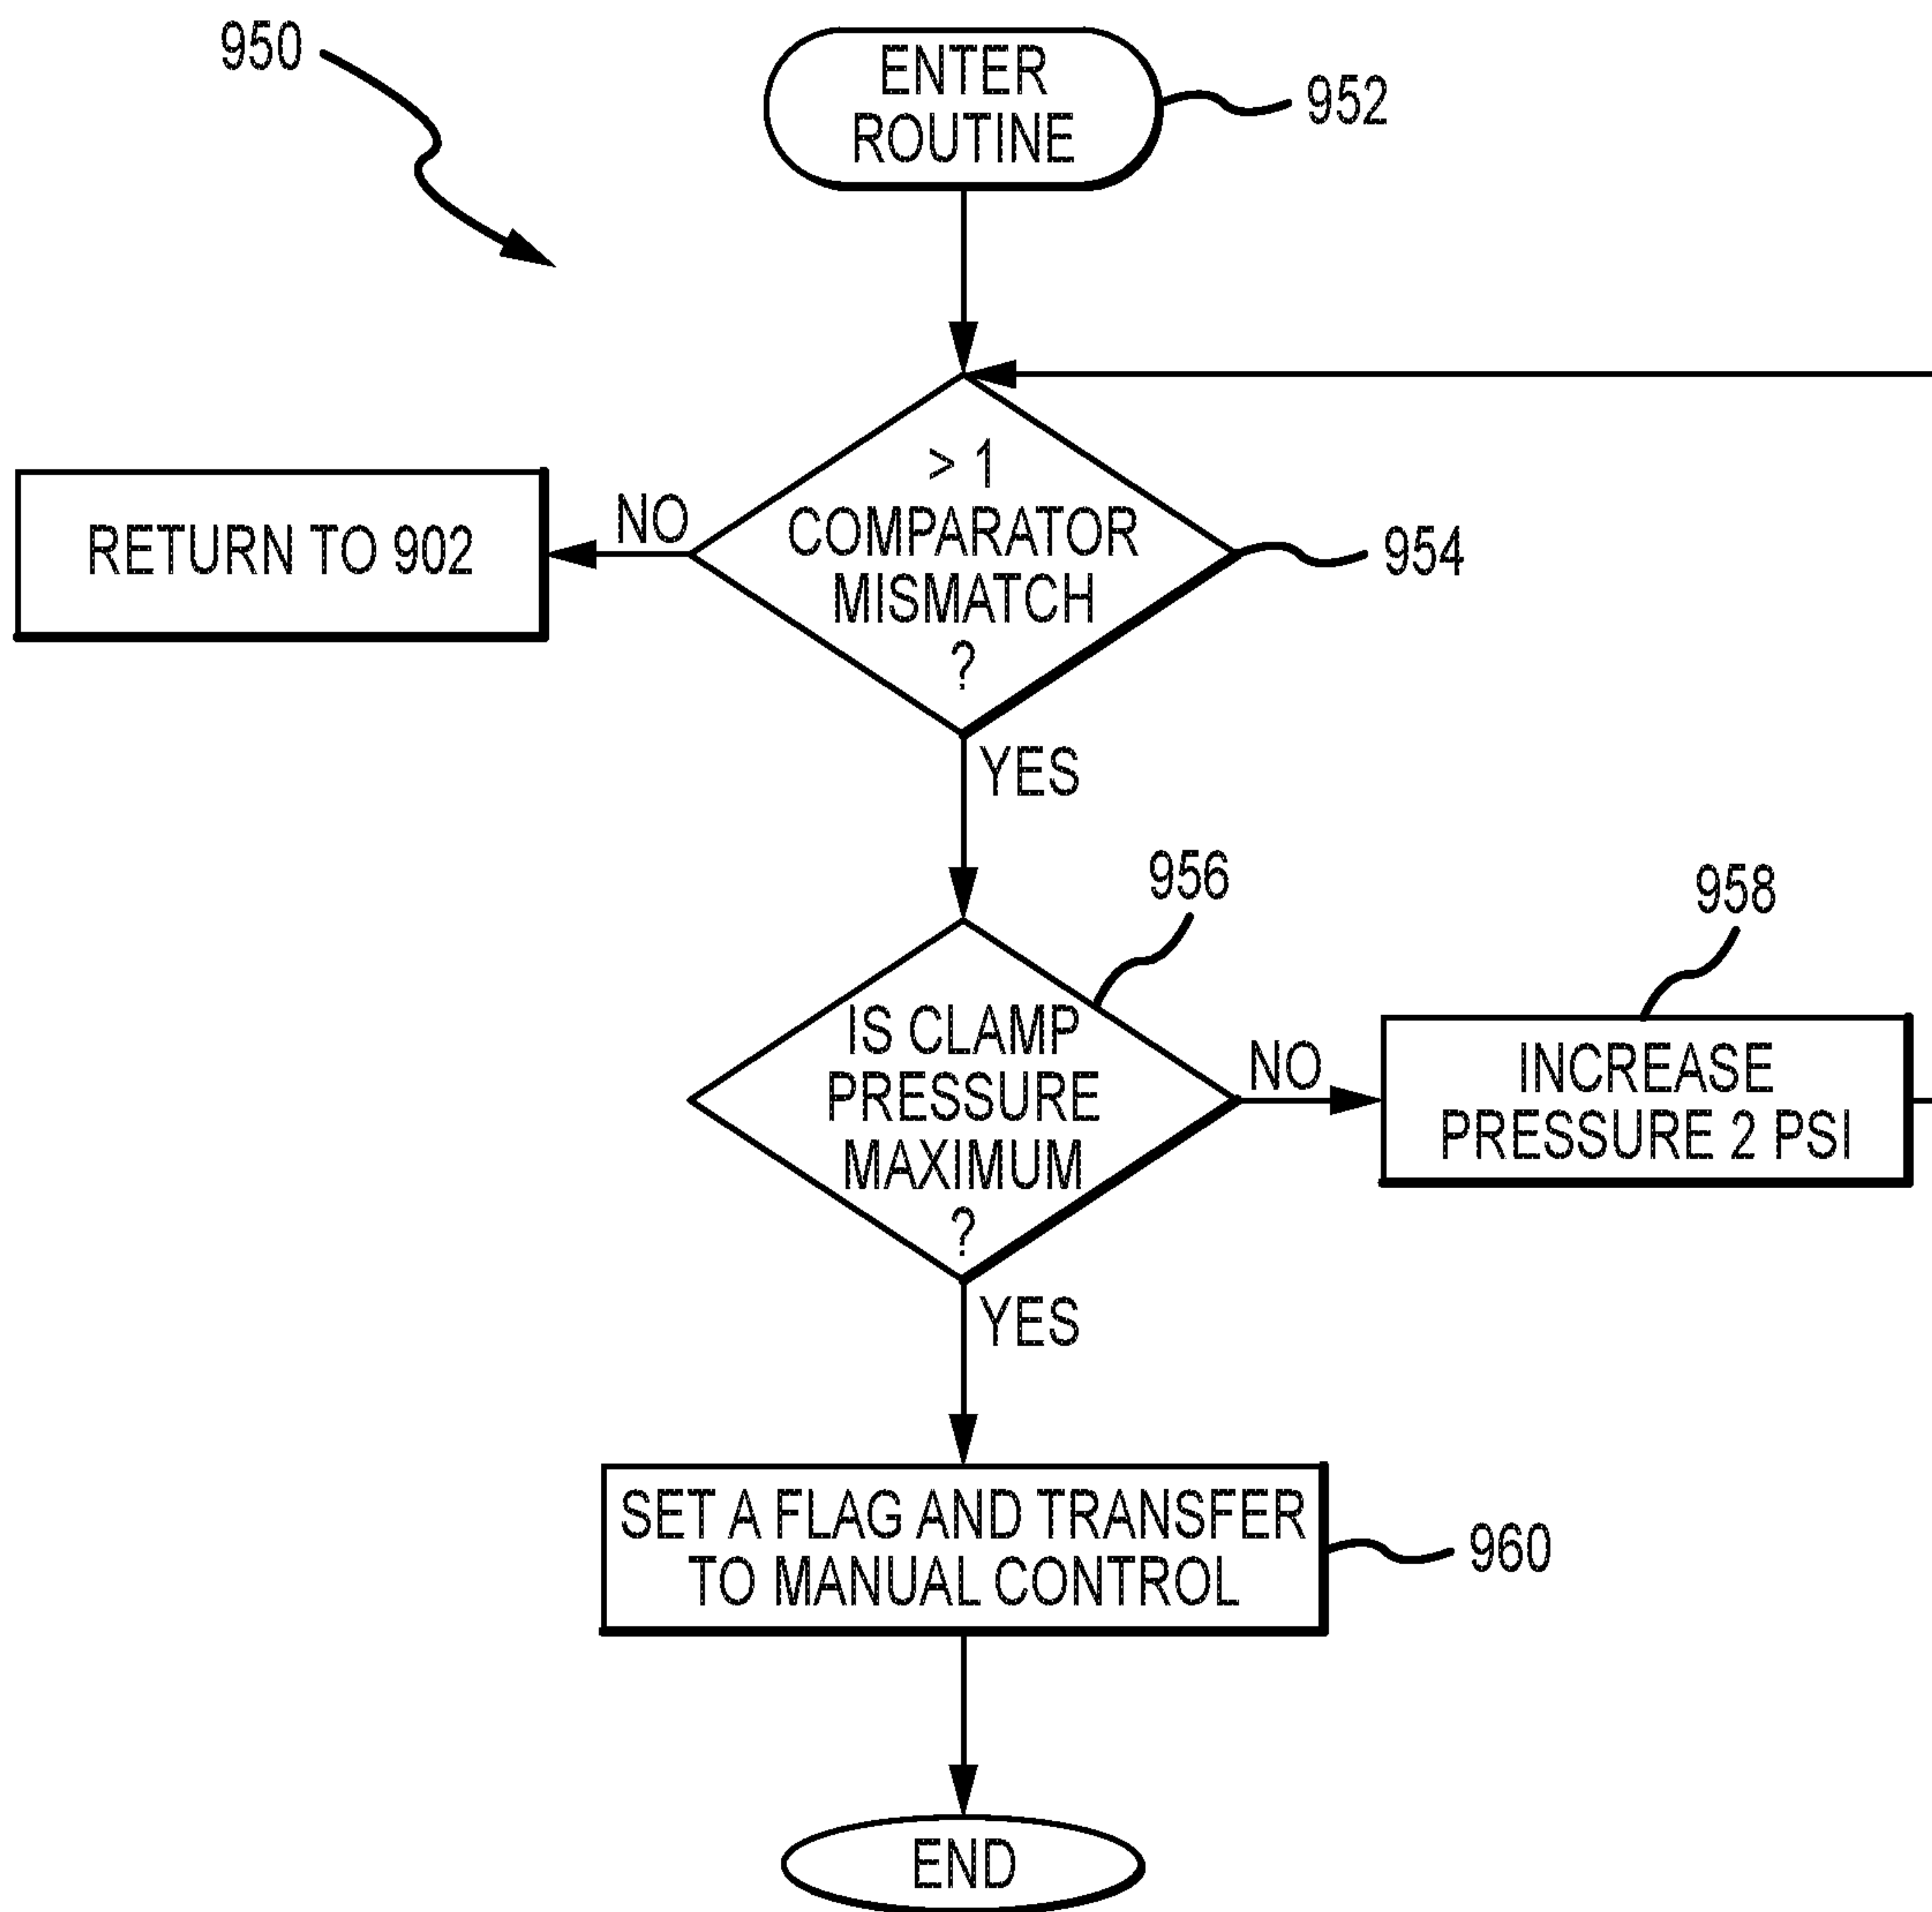 950
ENTER
ROUTINE
952
> 1
COMPARATOR
MISMATCH
?
954
NO
RETURN TO 902
YES
956
958
IS CLAMP
PRESSURE
MAXIMUM
?
NO
INCREASE
PRESSURE 2 PSI
YES
SET A FLAG AND TRANSFER
TO MANUAL CONTROL
960
END